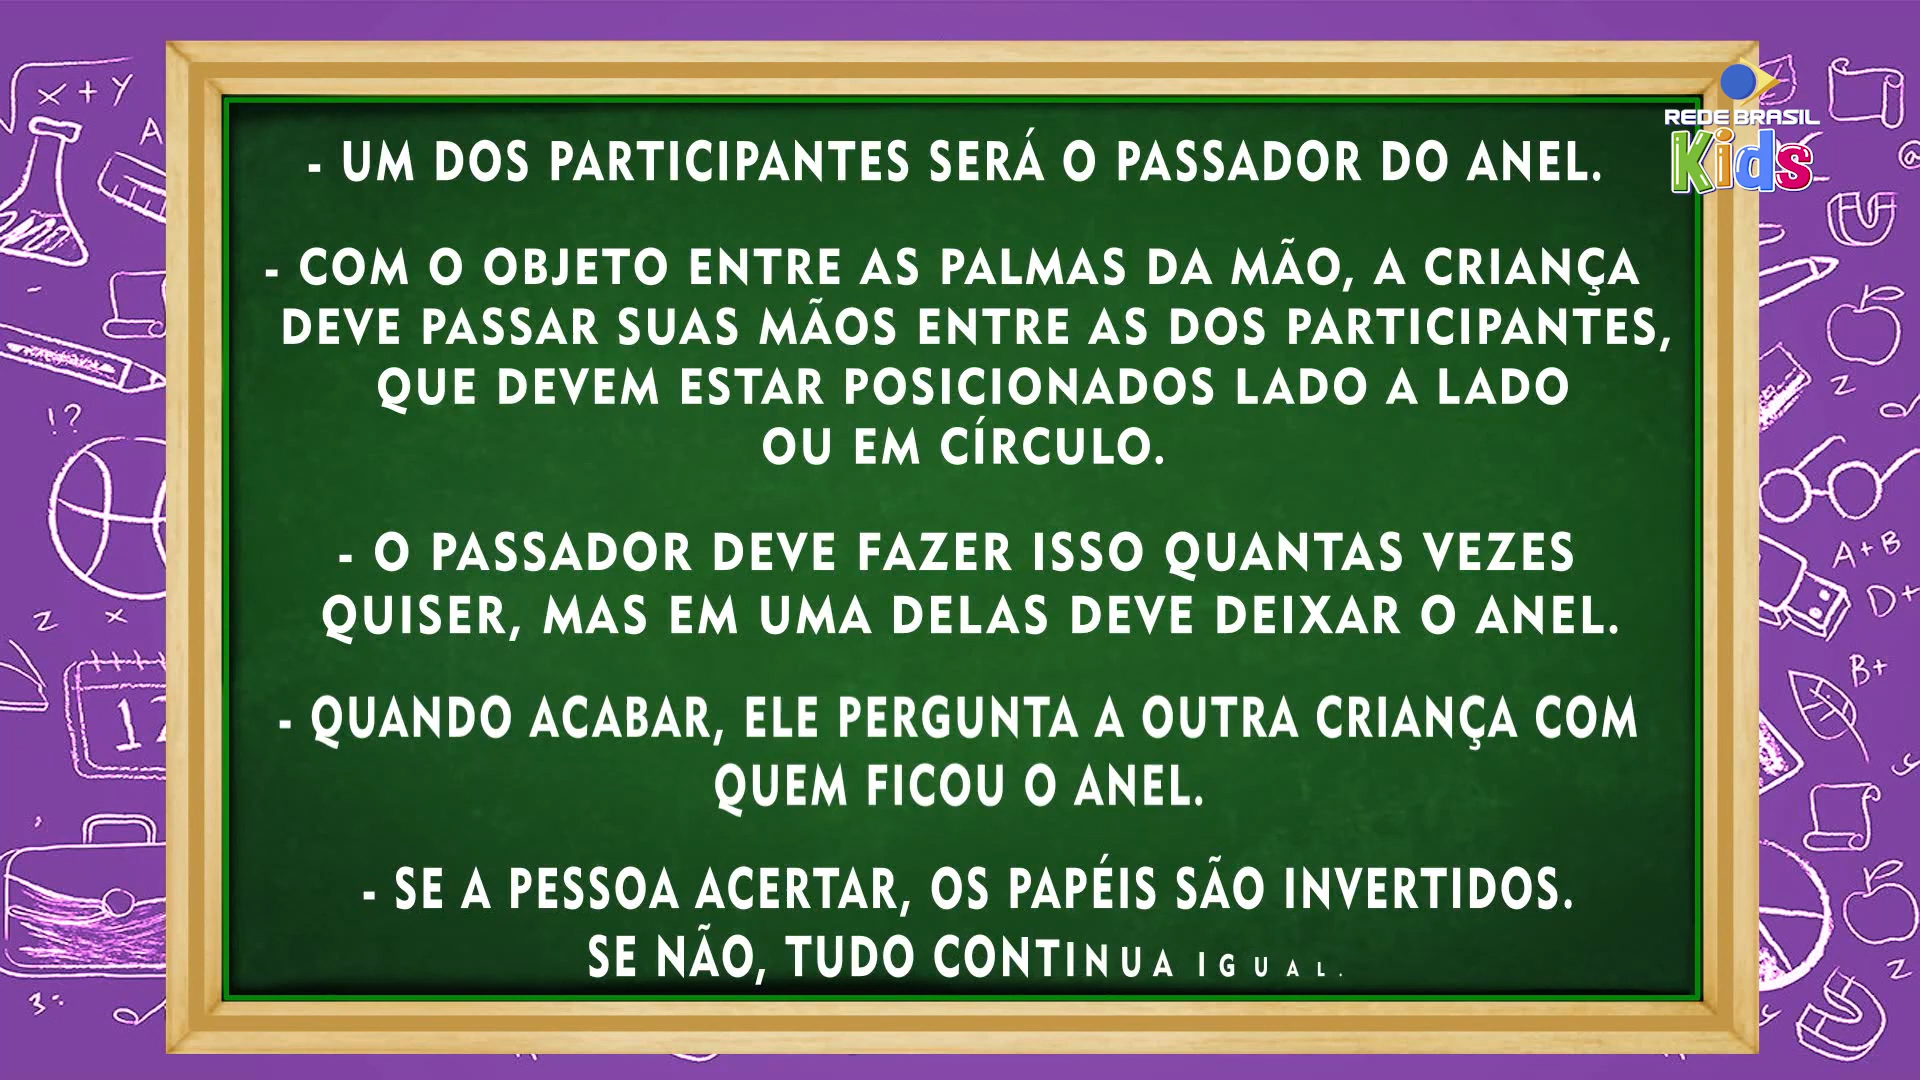 REDE BRASIL
Kids
- UM DOS PARTICIPANTES SERÁ O PASSADOR DO ANEL.
- COM O OBJETO ENTRE AS PALMAS DA MÃO, A CRIANÇA
DEVE PASSAR SUAS MÃOS ENTRE AS DOS PARTICIPANTES,
QUE DEVEM ESTAR POSICIONADOS LADO A LADO
OU EM CÍRCULO.
- O PASSADOR DEVE FAZER ISSO QUANTAS VEZES
QUISER, MAS EM UMA DELAS DEVE DEIXAR O ANEL.
- QUANDO ACABAR, ELE PERGUNTA A OUTRA CRIANÇA COM
QUEM FICOU O ANEL.
- SE A PESSOA ACERTAR, OS PAPÉIS SÃO INVERTIDOS.
SE NÃO, TUDO CONTINUA IGUAL.
x + y
A
!?
z x
12
3:
z
A+B
D+
B+
z